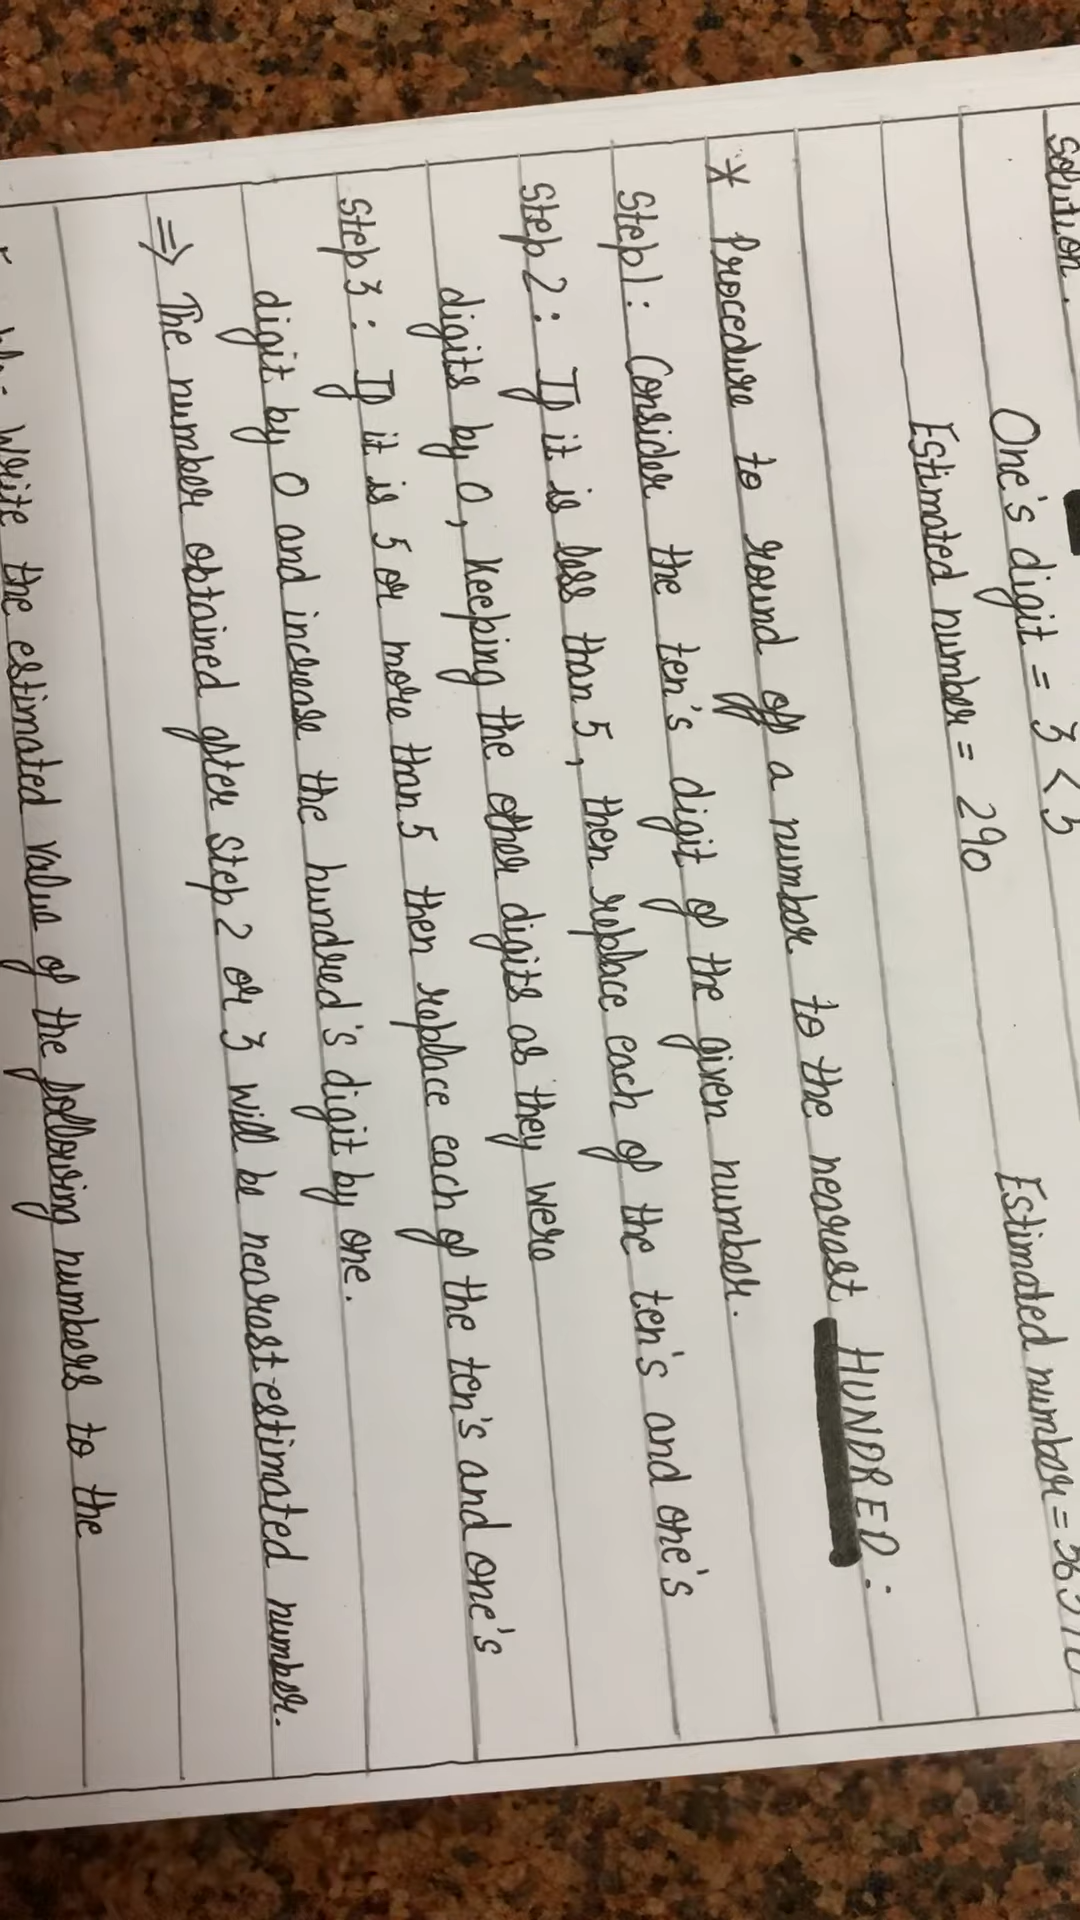 Solution.
One's digit = 3 < 5
Estimated number = 290
Estimated number =
* Procedure to round off a number to the nearest HUNDRED:
Step 1: Consider the ten's digit of the given number.
Step 2: If it is less than 5, then replace each of the ten's and one's
digits by 0, keeping the other digits as they were
Step 3: If it is 5 or more than 5 then replace each of the ten's and one's
digit by 0 and increase the hundred's digit by one.
⇒ The number obtained after step 2 or 3 will be nearest estimated number.
Write the estimated value of the following numbers to the